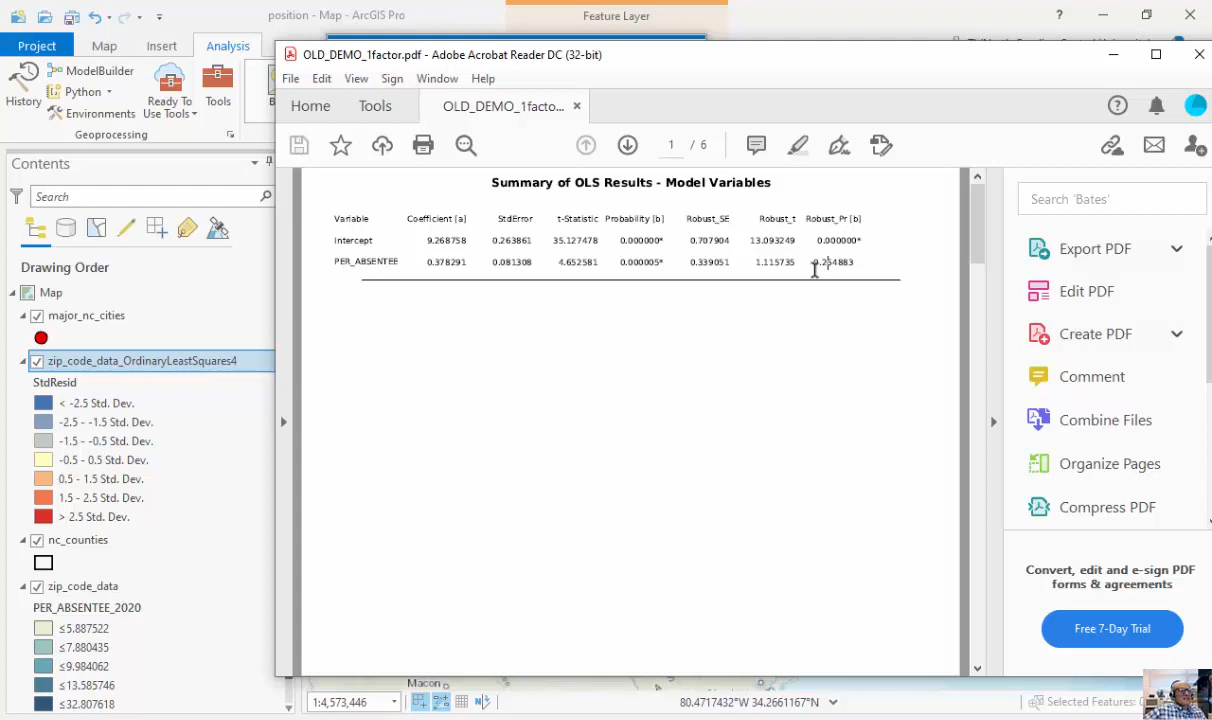 position - Map - ArcGIS Pro
Feature Layer
Project
Map
Insert
Analysis
History
ModelBuilder
Python
Environments
Ready To
Use Tools
Tools
Geoprocessing
Contents
Search
Drawing Order
Map
major_nc_cities
zip_code_data_OrdinaryLeastSquares4
StdResid
< -2.5 Std. Dev.
-2.5 - -1.5 Std. Dev.
-1.5 - -0.5 Std. Dev.
-0.5 - 0.5 Std. Dev.
0.5 - 1.5 Std. Dev.
1.5 - 2.5 Std. Dev.
> 2.5 Std. Dev.
nc_counties
zip_code_data
PER_ABSENTEE_2020
≤5.887522
≤7.880435
≤9.984062
≤13.585746
≤32.807618
OLD_DEMO_1factor.pdf - Adobe Acrobat Reader DC (32-bit)
File Edit View Sign Window Help
Home Tools OLD_DEMO_1facto...
1 / 6
Summary of OLS Results - Model Variables
Variable Coefficient [a] StdError t-Statistic Probability [b] Robust_SE Robust_t Robust_Pr [b]
Intercept 9.268758 0.263861 35.127478 0.000000* 0.707904 13.093249 0.000000*
PER_ABSENTEE 0.378291 0.081308 4.652581 0.000005* 0.339051 1.115735
Search 'Bates'
Export PDF
Edit PDF
Create PDF
Comment
Combine Files
Organize Pages
Compress PDF
Convert, edit and e-sign PDF
forms & agreements
Free 7-Day Trial
Macon
1:4,573,446
80.4717432°W 34.2661167°N
Selected Features: